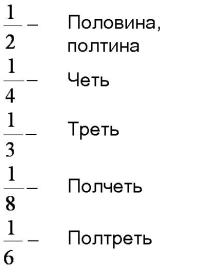 1/2 – Половина,
полтина
1/4 – Четь
1/3 – Треть
1/8 – Полчеть
1/6 – Полтреть